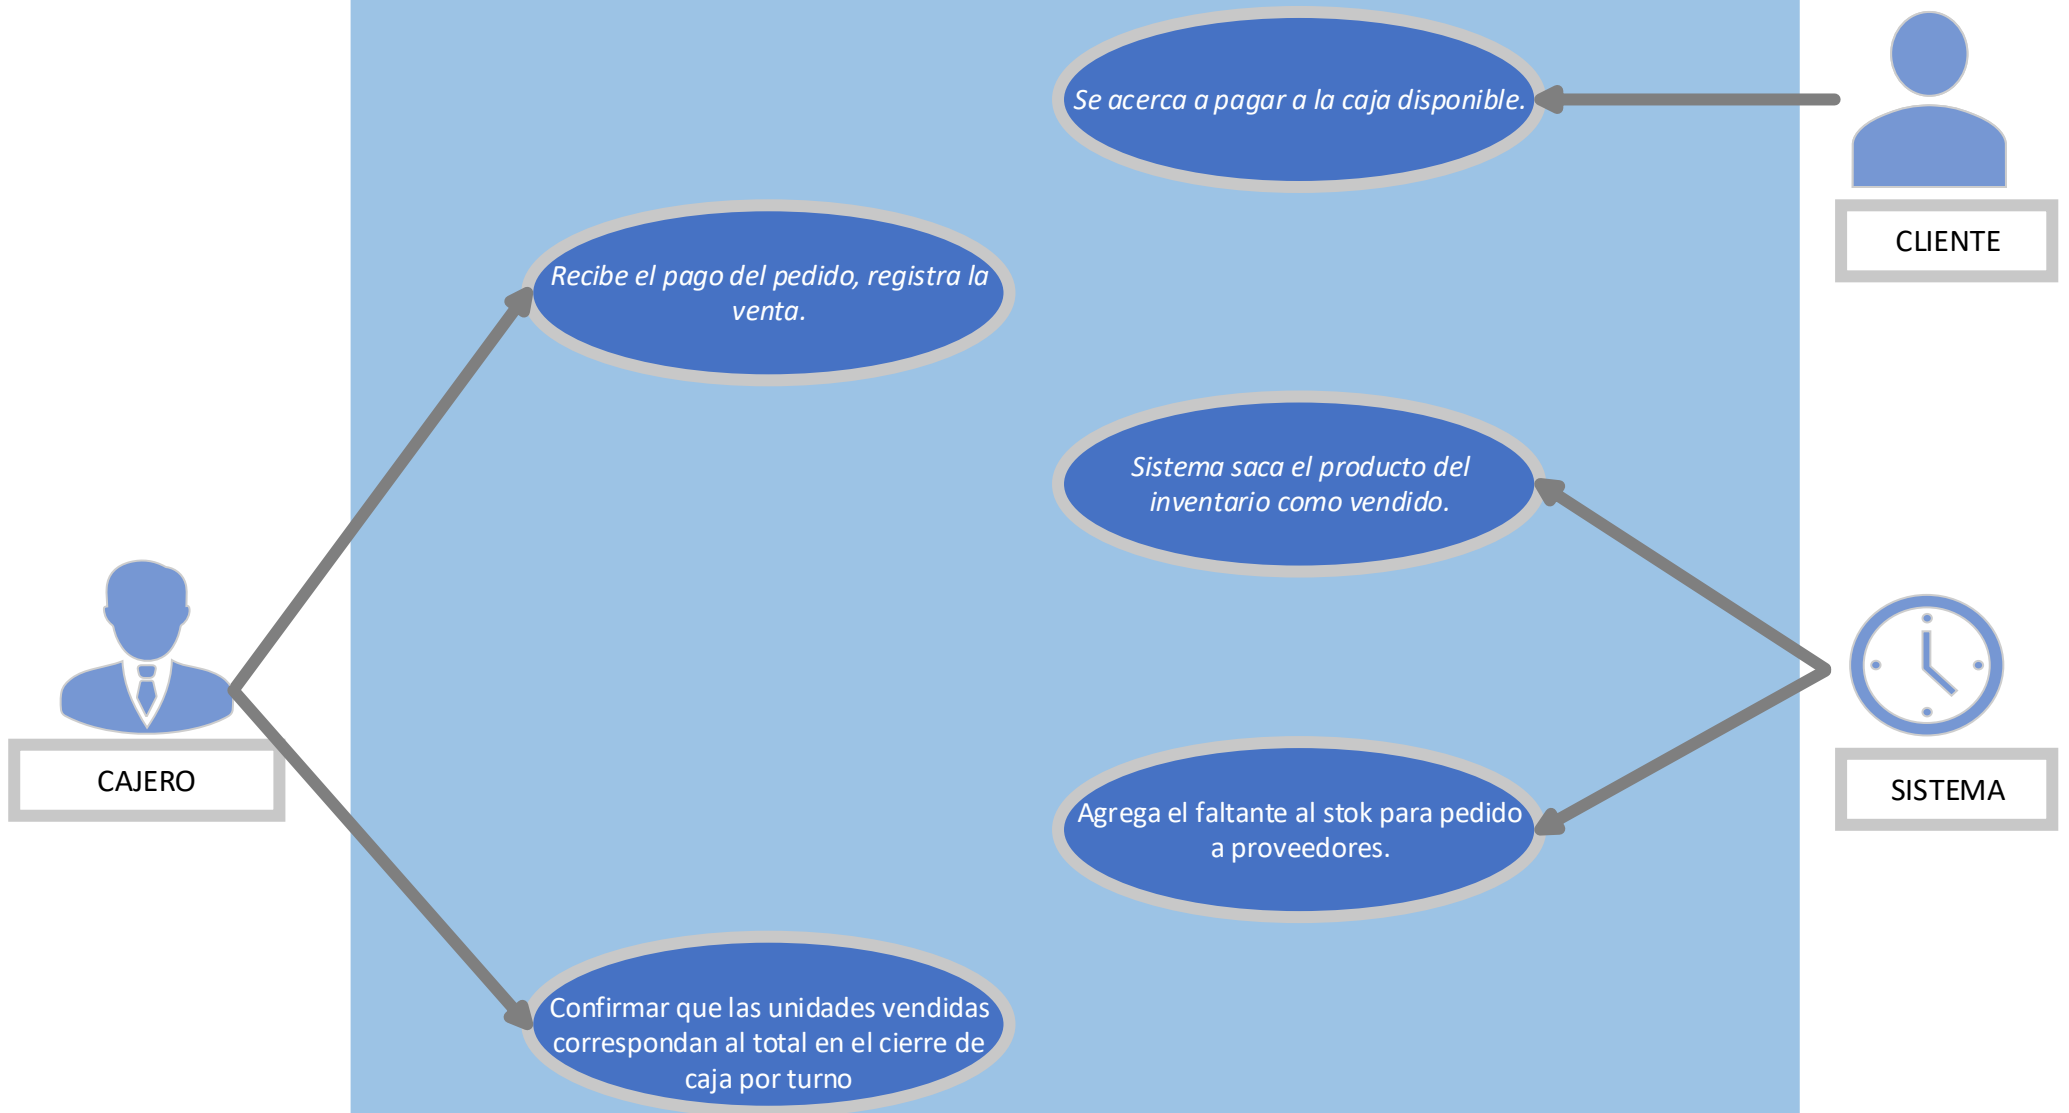 Se acerca a pagar a la caja disponible.
CLIENTE
Recibe el pago del pedido, registra la
venta.
Sistema saca el producto del
inventario como vendido.
CAJERO
SISTEMA
Agrega el faltante al stok para pedido
a proveedores.
Confirmar que las unidades vendidas
correspondan al total en el cierre de
caja por turno